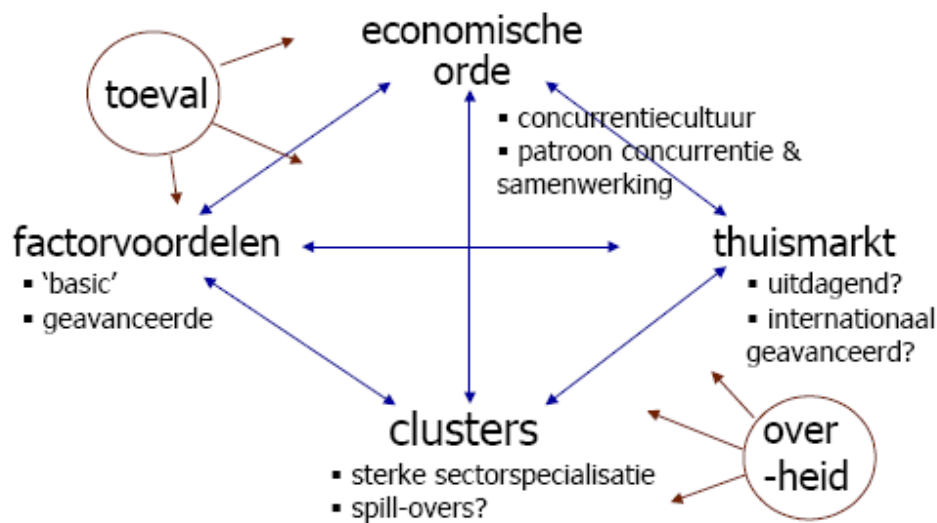 economische
orde
toeval
▪ concurrentiecultuur
▪ patroon concurrentie &
samenwerking
factorvoordelen
▪ ‘basic’
▪ geavanceerde
thuismarkt
▪ uitdagend?
▪ internationaal
geavanceerd?
clusters
▪ sterke sectorspecialisatie
▪ spill-overs?
over
-heid